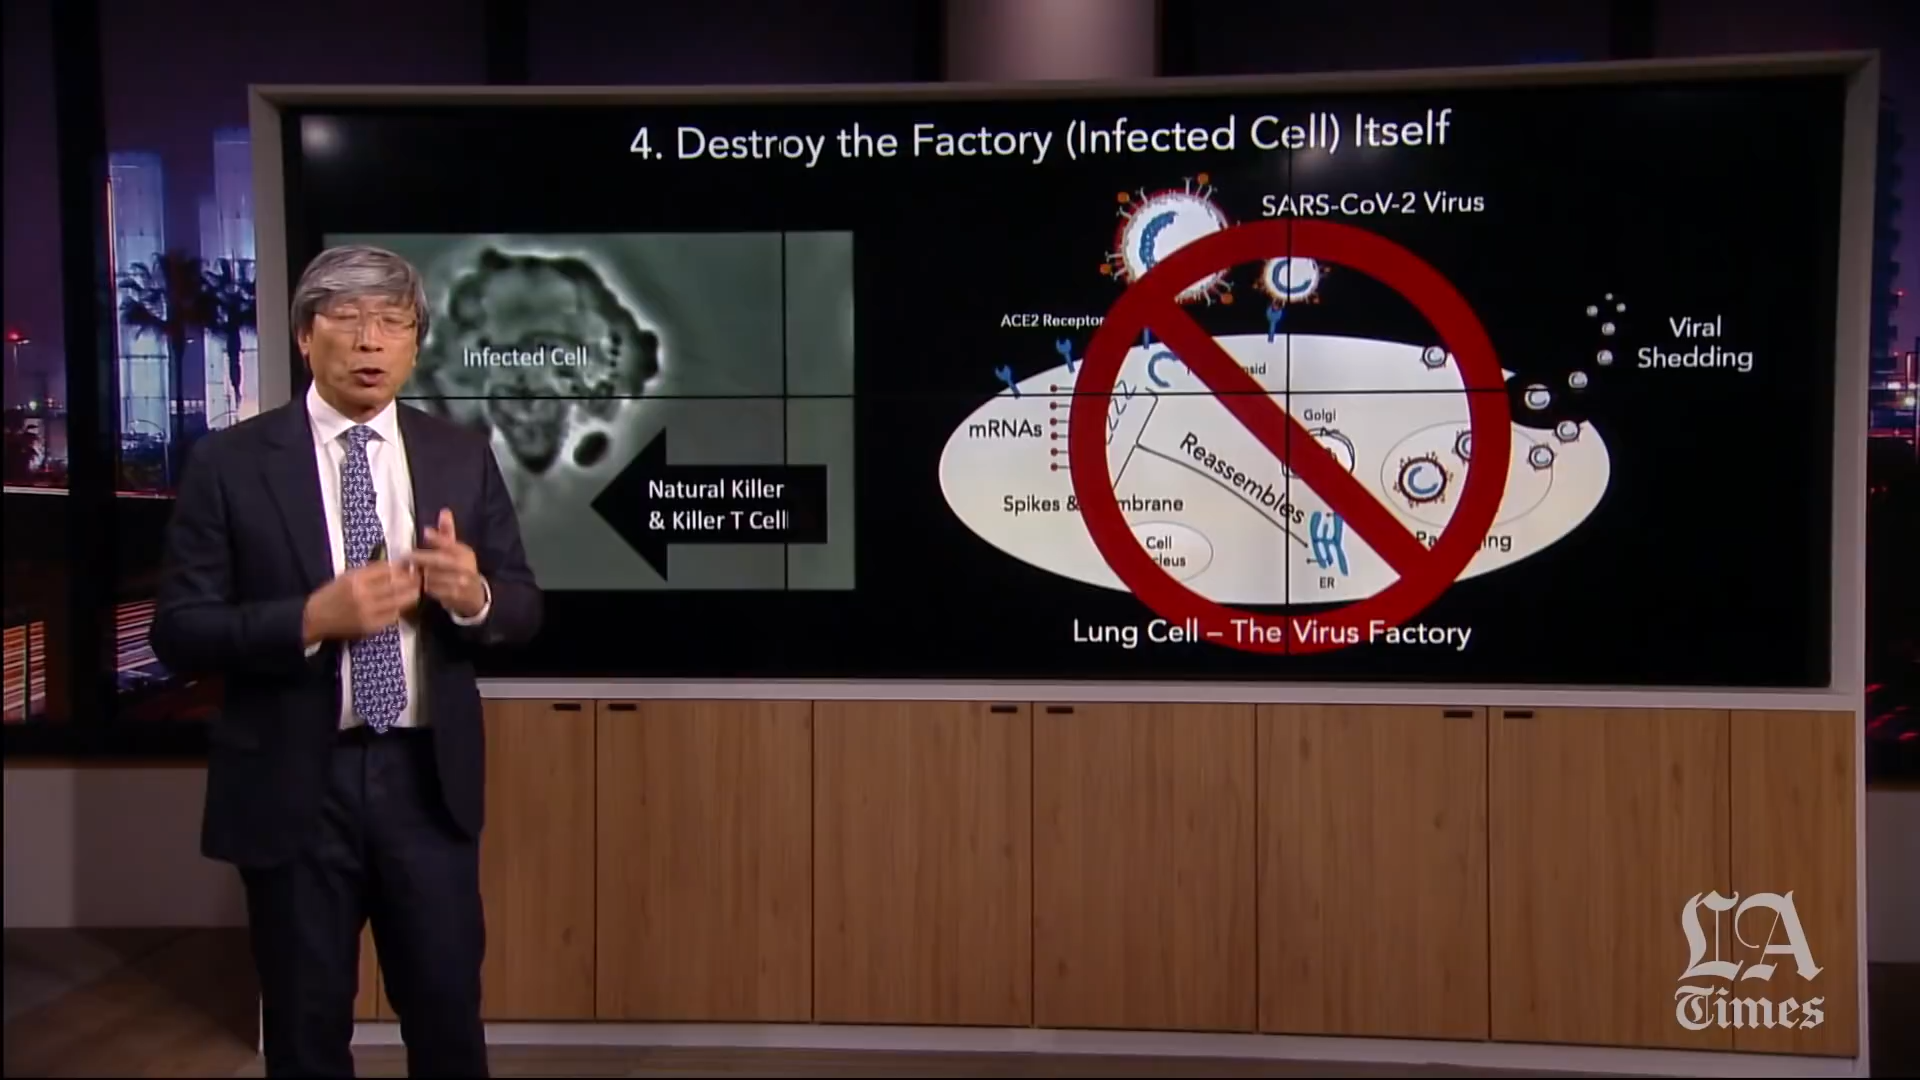 4. Destroy the Factory (Infected Cell) Itself
SARS-CoV-2 Virus
ACE2 Receptor
Viral
Shedding
Infected Cell
mRNAs
Golgi
Reassembles
Natural Killer
& Killer T Cell
Spikes &
Cell
ER
Lung Cell – The Virus Factory
LA
Times